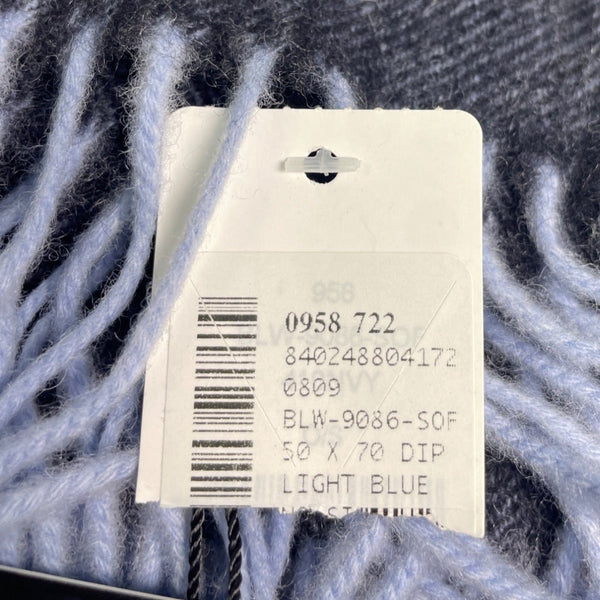 0958 722
840248804172
0809
BLW-9086-SOF
50 X 70 DIP
LIGHT BLUE